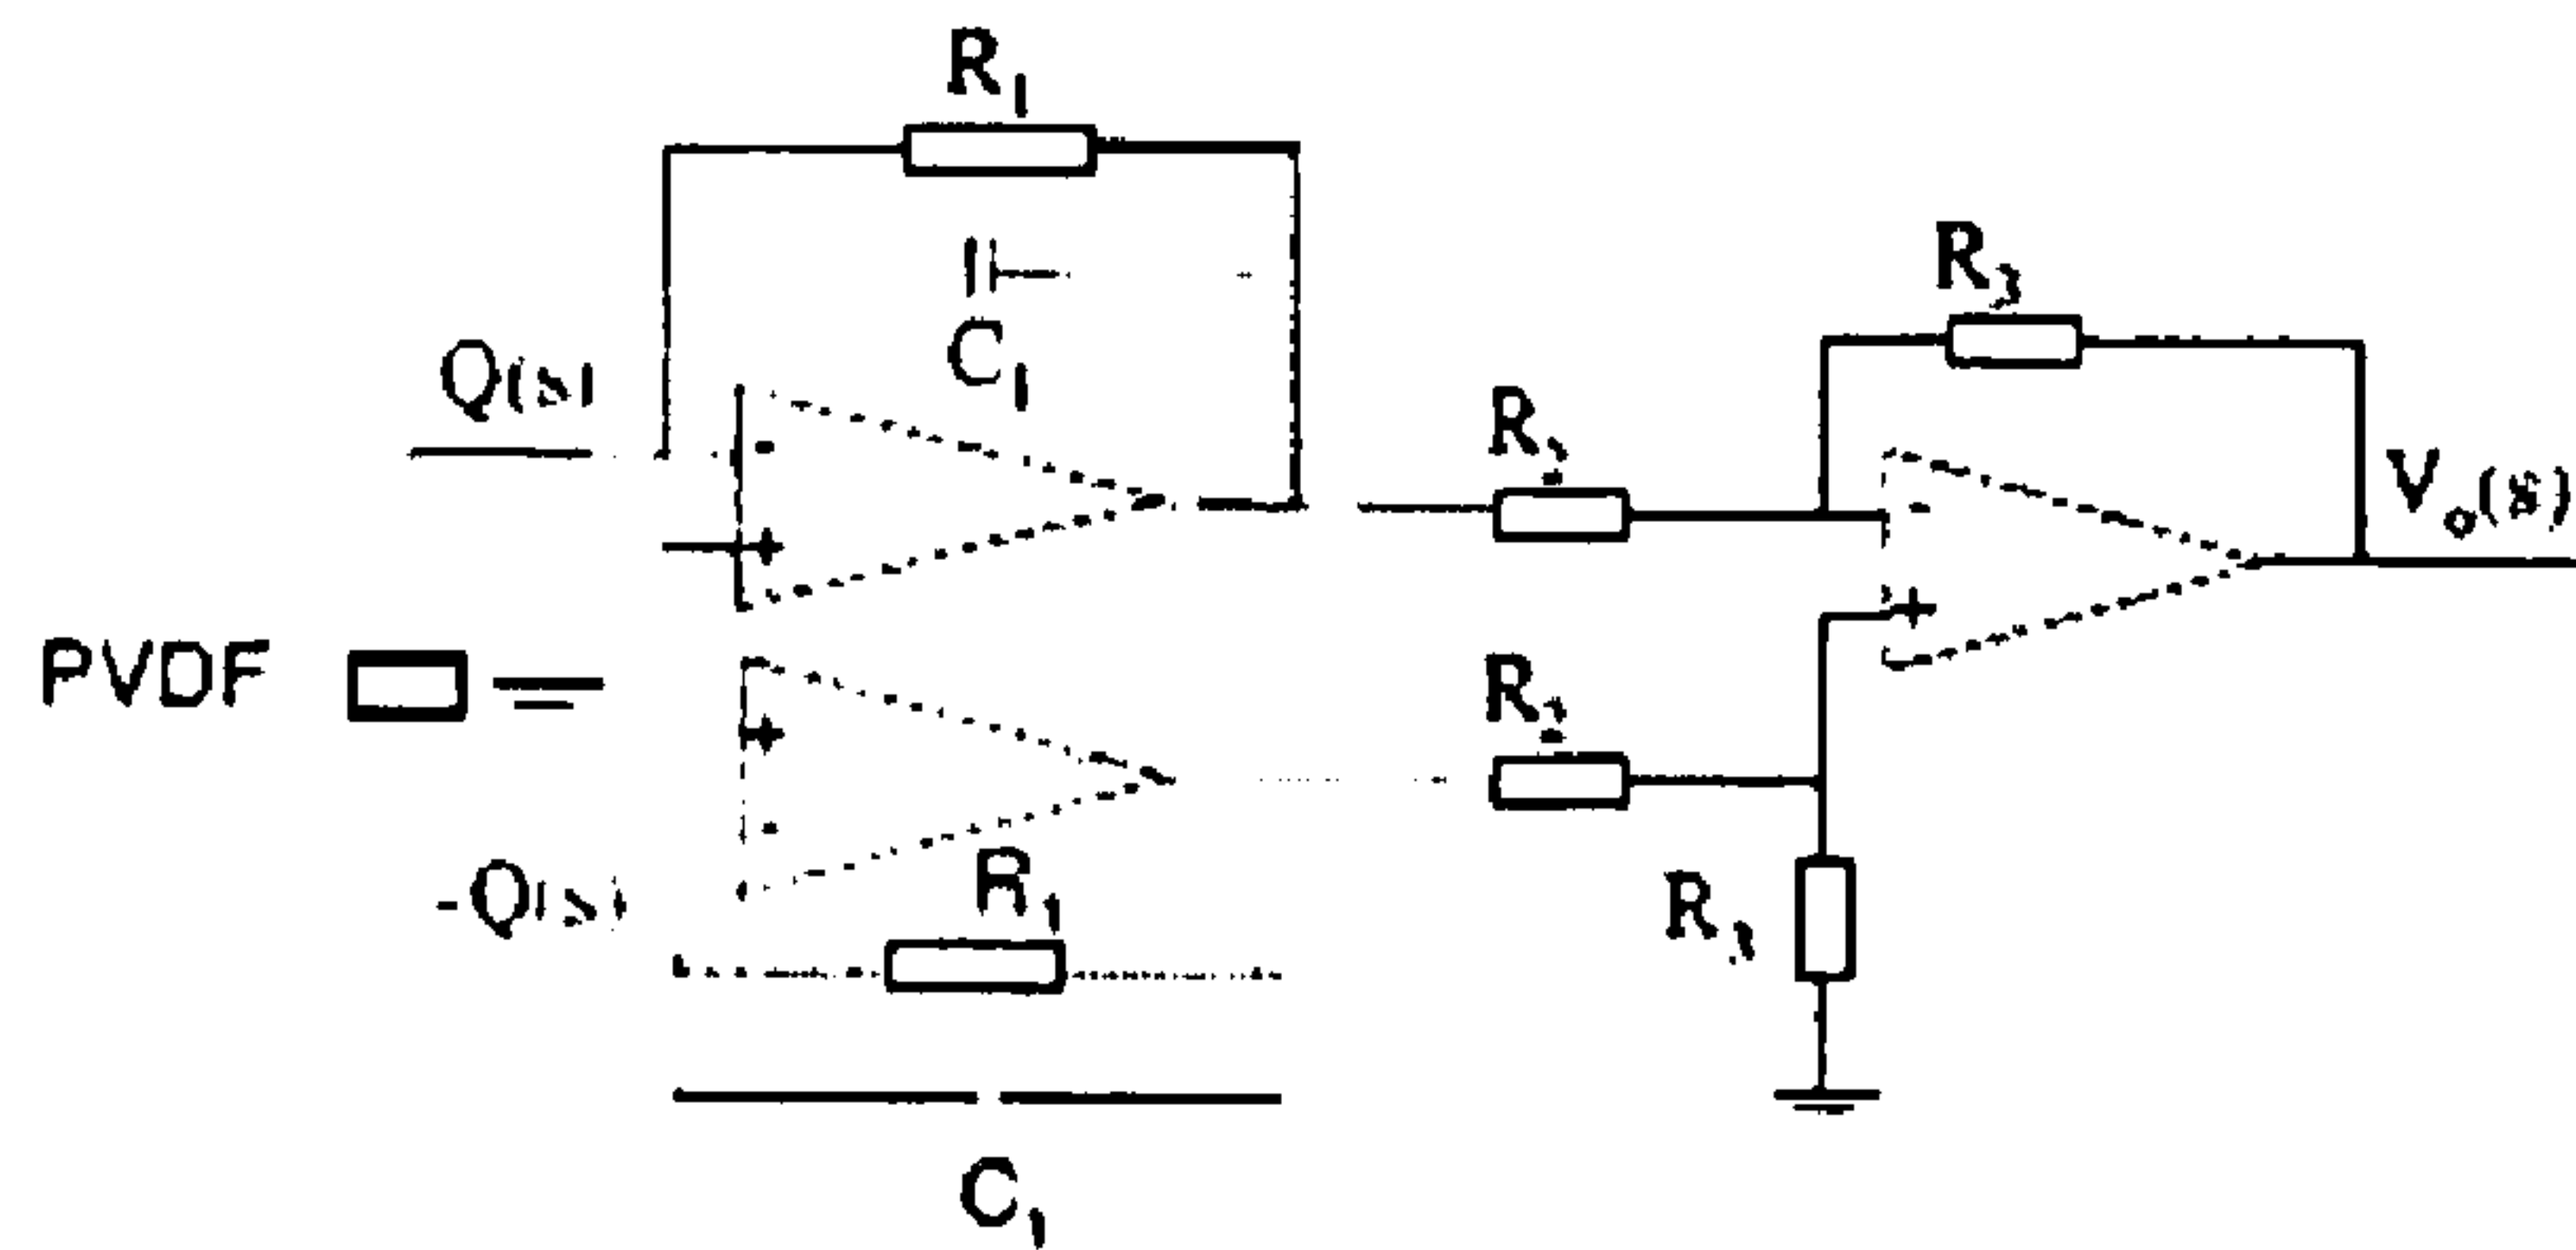 R1
C1
Q(s)
R3
R2
Vo(s)
-
+
-
+
PVDF
R2
+
-
-Q(s)
R1
R3
C1